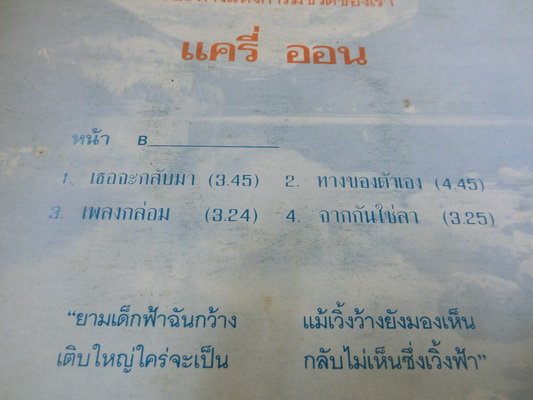 แครี่ ออน
หน้า B
1. เธอจะกลับมา (3.45) 2. ทางของตัวเอง (4.45)
3. เพลงกล่อม (3.24) 4. จากกันใช่ลา (3.25)
“ยามเด็กฟ้าฉันกว้าง แม้เวิ้งว้างยังมองเห็น
เติบใหญ่ใคร่จะเป็น กลับไม่เห็นซึ่งเวิ้งฟ้า”